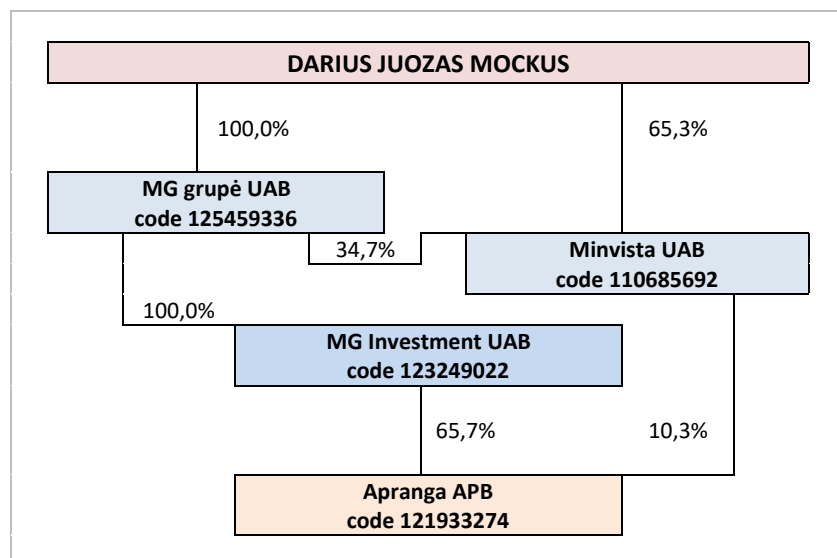 DARIUS JUOZAS MOCKUS
100,0%
65,3%
MG grupė UAB
code 125459336
34,7%
Minvista UAB
code 110685692
100,0%
MG Investment UAB
code 123249022
65,7%
10,3%
Apranga APB
code 121933274